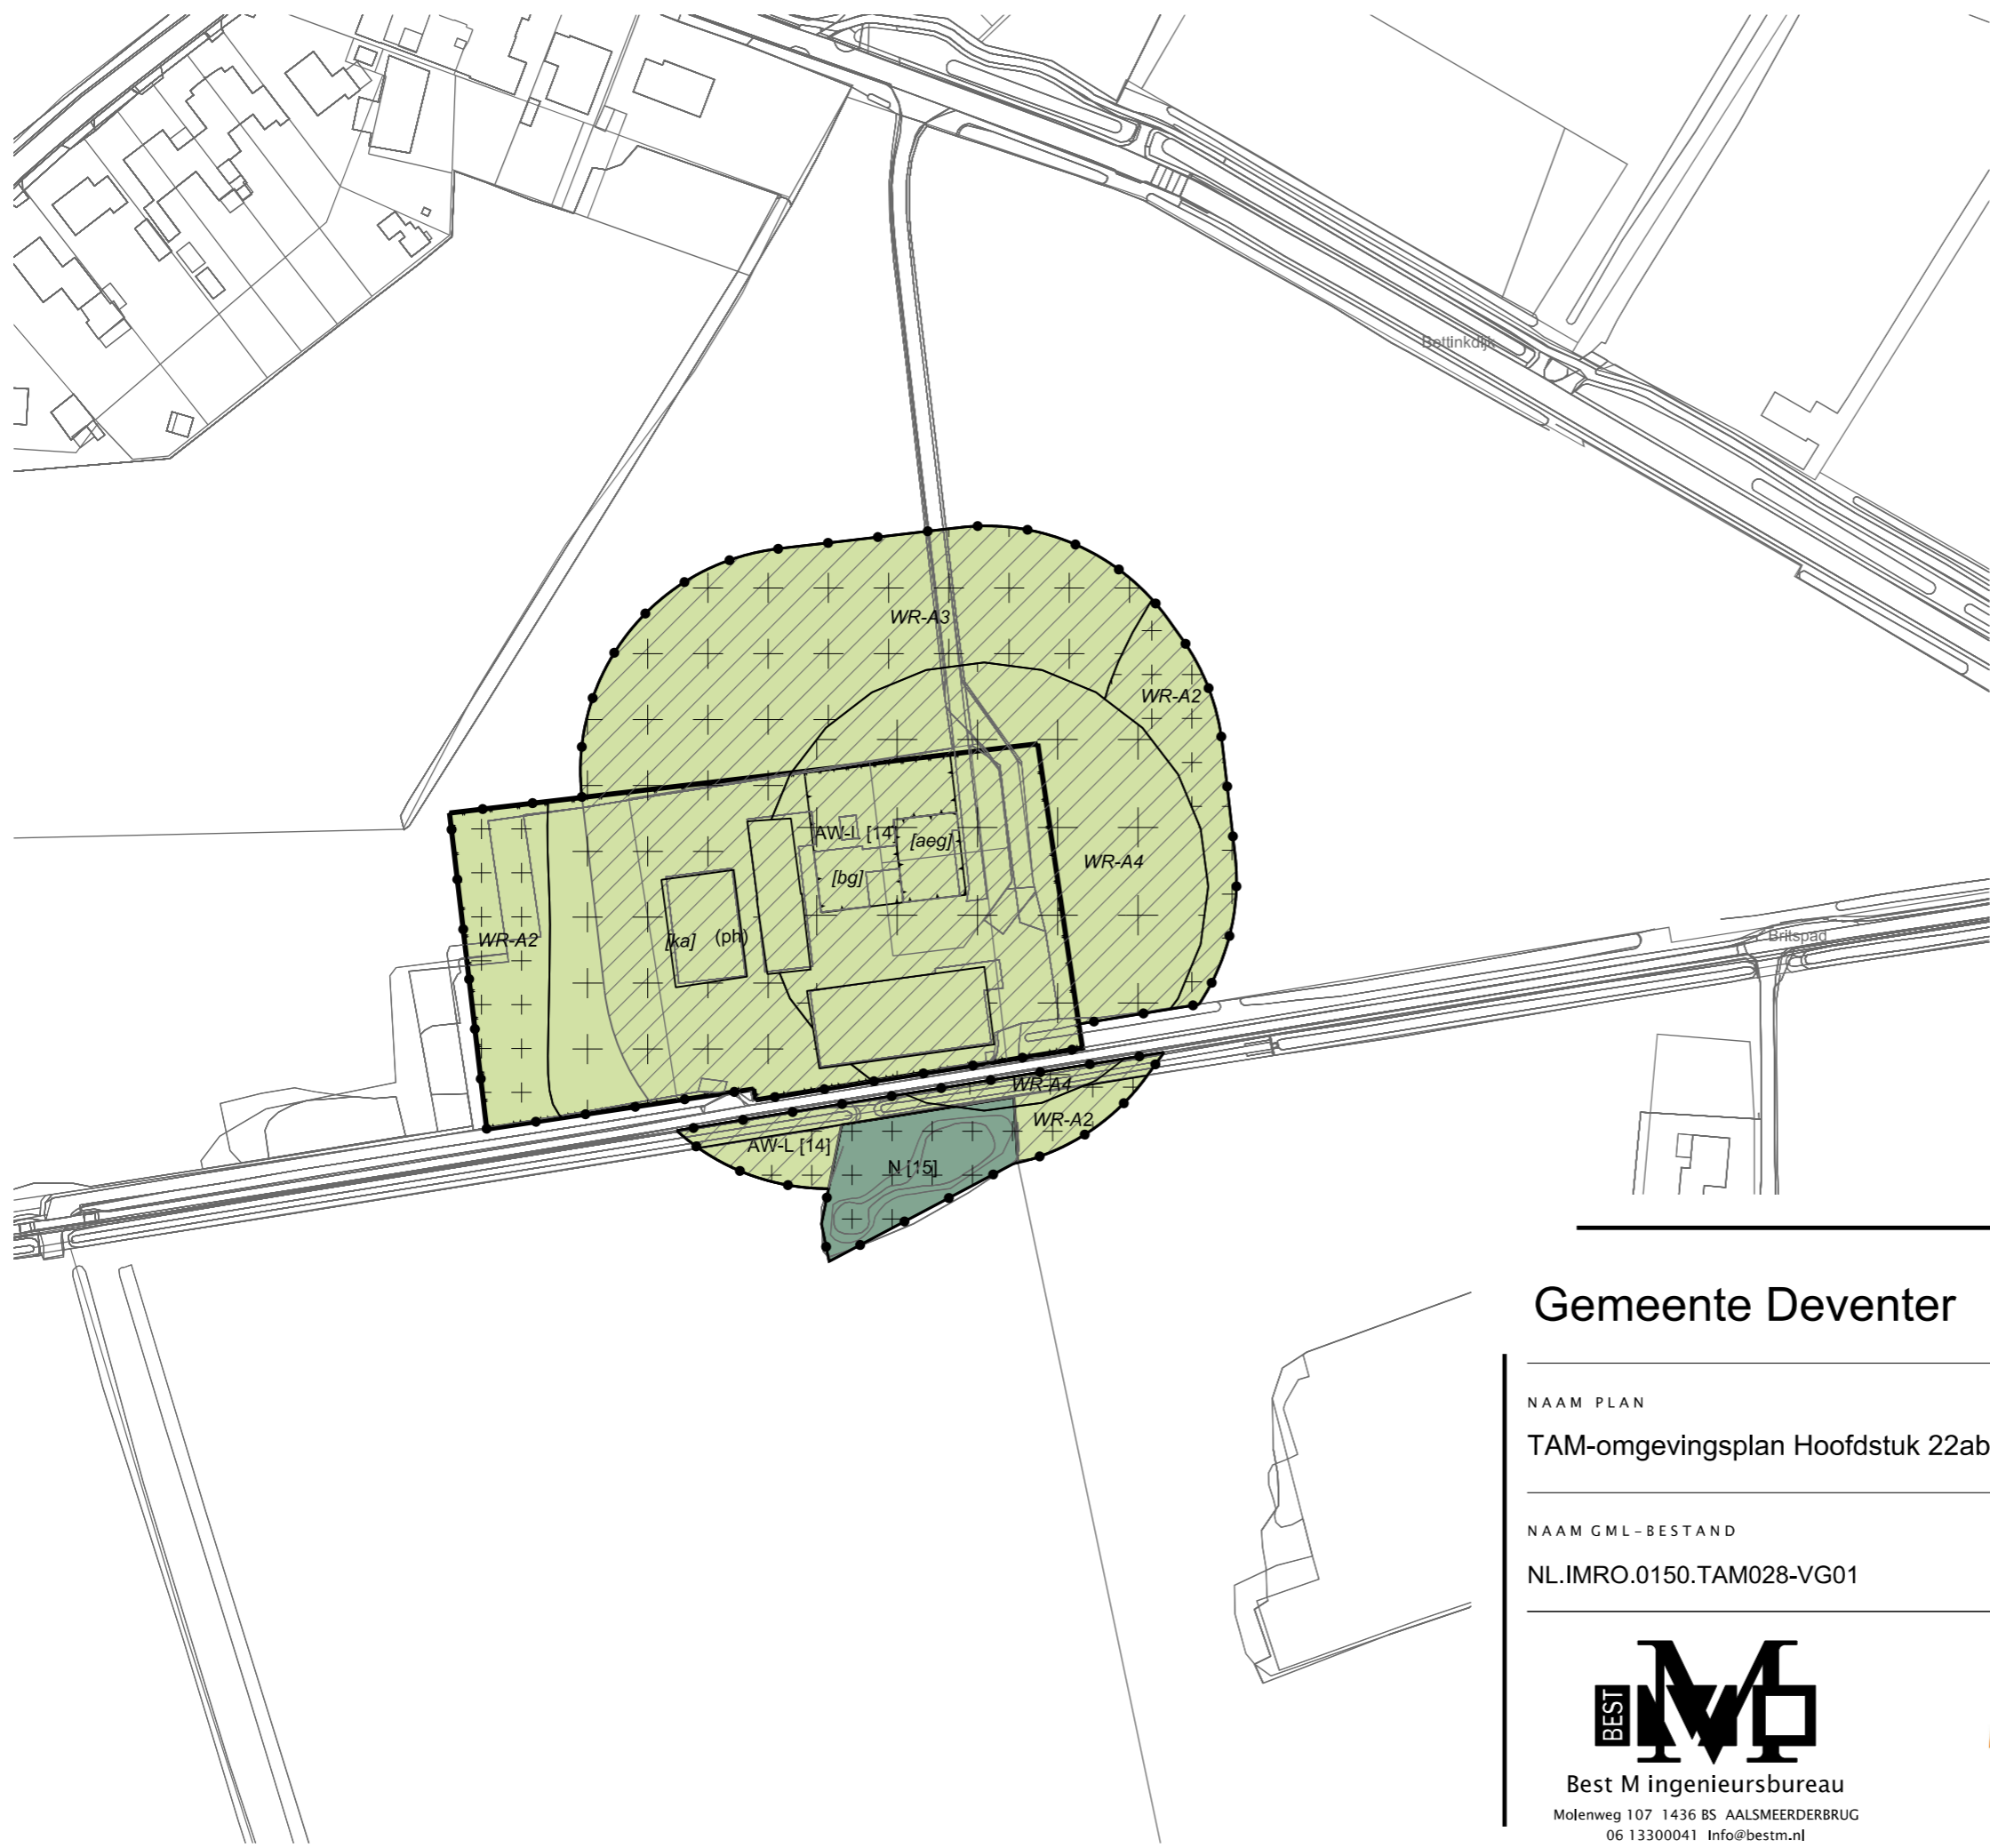 Bettinkdijk
WR-A3
WR-A2
AW-L [14]
[aeg]
WR-A4
[bg]
WR-A2
[ka] (ph)
Britspad
WR-A4
WR-A2
AW-L [14]
N [15]
Gemeente Deventer
NAAM PLAN
TAM-omgevingsplan Hoofdstuk 22ab
NAAM GML-BESTAND
NL.IMRO.0150.TAM028-VG01
BEST M
Best M ingenieursbureau
Molenweg 107 1436 BS AALSMEERDERBRUG
06 13300041 Info@bestm.nl